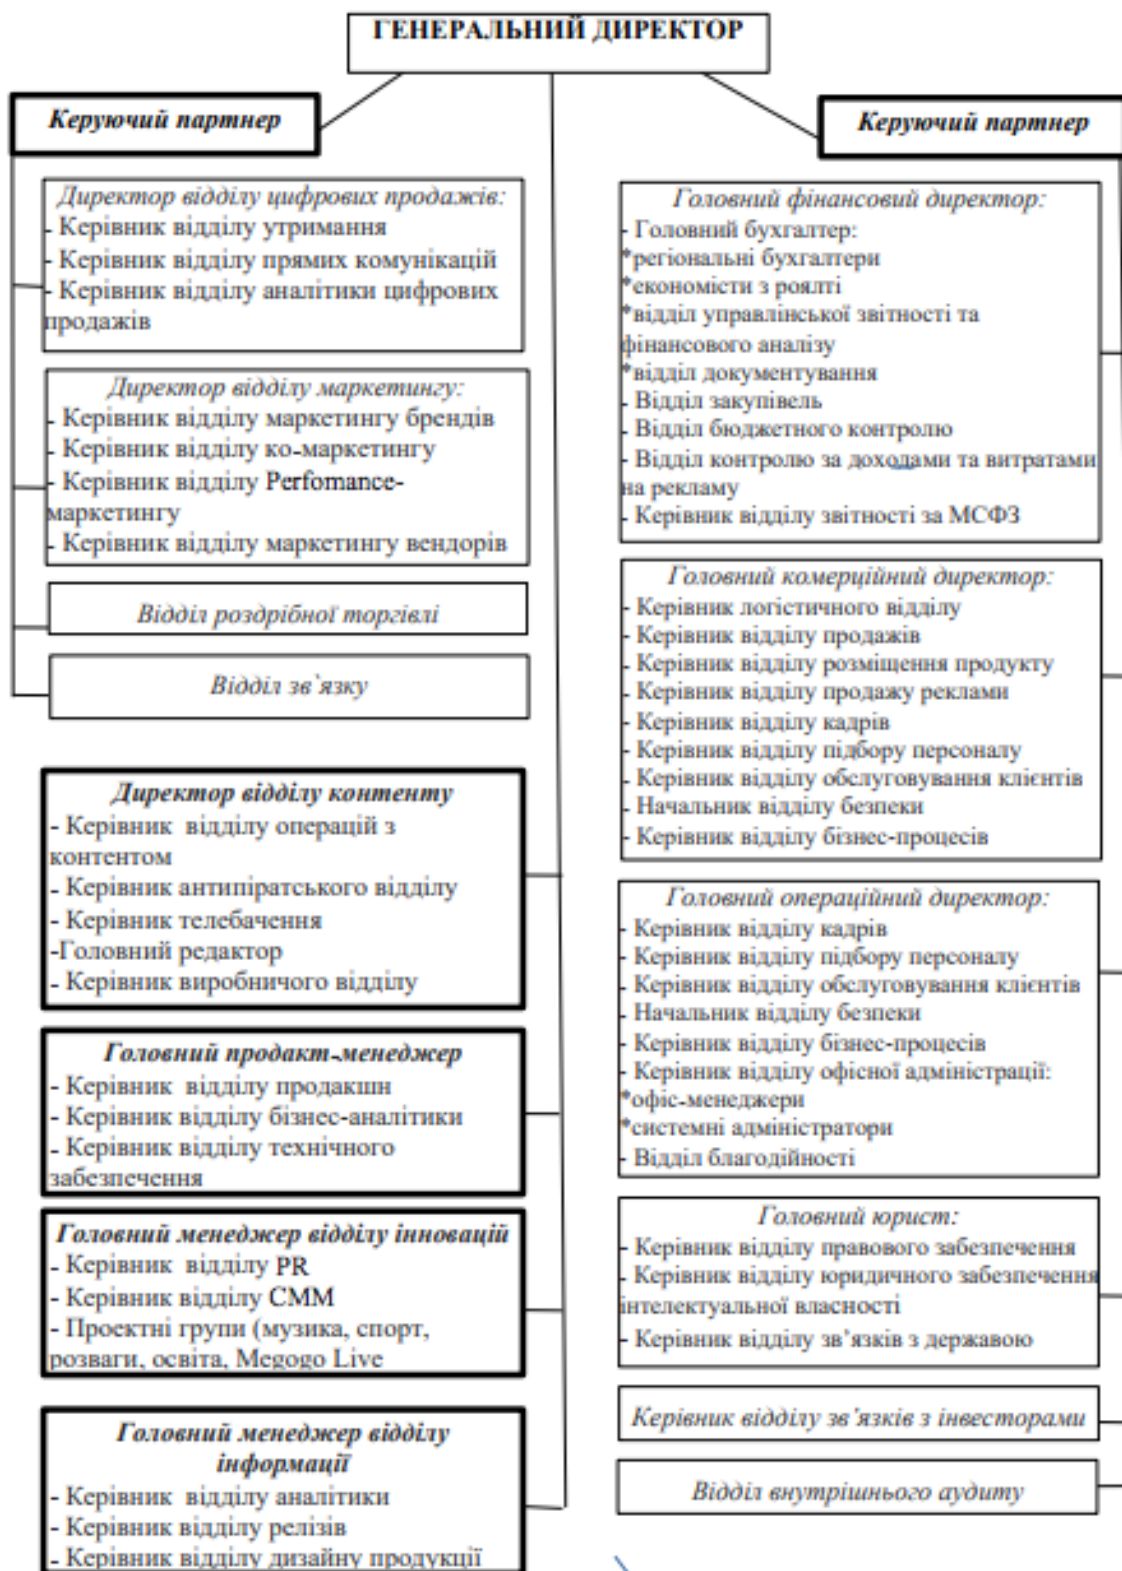 ГЕНЕРАЛЬНИЙ ДИРЕКТОР
Керуючий партнер
Директор відділу цифрових продажів:
- Керівник відділу утримання
- Керівник відділу прямих комунікацій
- Керівник відділу аналітики цифрових
продажів
Директор відділу маркетингу:
- Керівник відділу маркетингу брендів
- Керівник відділу ко-маркетингу
- Керівник відділу Perfomance-
маркетингу
- Керівник відділу маркетингу вендорів
Відділ роздрібної торгівлі
Відділ зв`язку
Директор відділу контенту
- Керівник відділу операцій з
контентом
- Керівник антипіратського відділу
- Керівник телебачення
-Головний редактор
- Керівник виробничого відділу
Головний продакт-менеджер
- Керівник відділу продакшн
- Керівник відділу бізнес-аналітики
- Керівник відділу технічного
забезпечення
Головний менеджер відділу інновацій
- Керівник відділу PR
- Керівник відділу СММ
- Проектні групи (музика, спорт,
розваги, освіта, Megogo Live
Головний менеджер відділу
інформації
- Керівник відділу аналітики
- Керівник відділу релізів
- Керівник відділу дизайну продукції
Керуючий партнер
Головний фінансовий директор:
- Головний бухгалтер:
*регіональні бухгалтери
*економісти з роялті
*відділ управлінської звітності та
фінансового аналізу
*відділ документування
- Відділ закупівель
- Відділ бюджетного контролю
- Відділ контролю за доходами та витратами
на рекламу
- Керівник відділу звітності за МСФЗ
Головний комерційний директор:
- Керівник логістичного відділу
- Керівник відділу продажів
- Керівник відділу розміщення продукту
- Керівник відділу продажу реклами
- Керівник відділу кадрів
- Керівник відділу підбору персоналу
- Керівник відділу обслуговування клієнтів
- Начальник відділу безпеки
- Керівник відділу бізнес-процесів
Головний операційний директор:
- Керівник відділу кадрів
- Керівник відділу підбору персоналу
- Керівник відділу обслуговування клієнтів
- Начальник відділу безпеки
- Керівник відділу бізнес-процесів
- Керівник відділу офісної адміністрації:
*офіс-менеджери
*системні адміністратори
- Відділ благодійності
Головний юрист:
- Керівник відділу правового забезпечення
- Керівник відділу юридичного забезпечення
інтелектуальної власності
- Керівник відділу зв’язків з державою
Керівник відділу зв’язків з інвесторами
Відділ внутрішнього аудиту